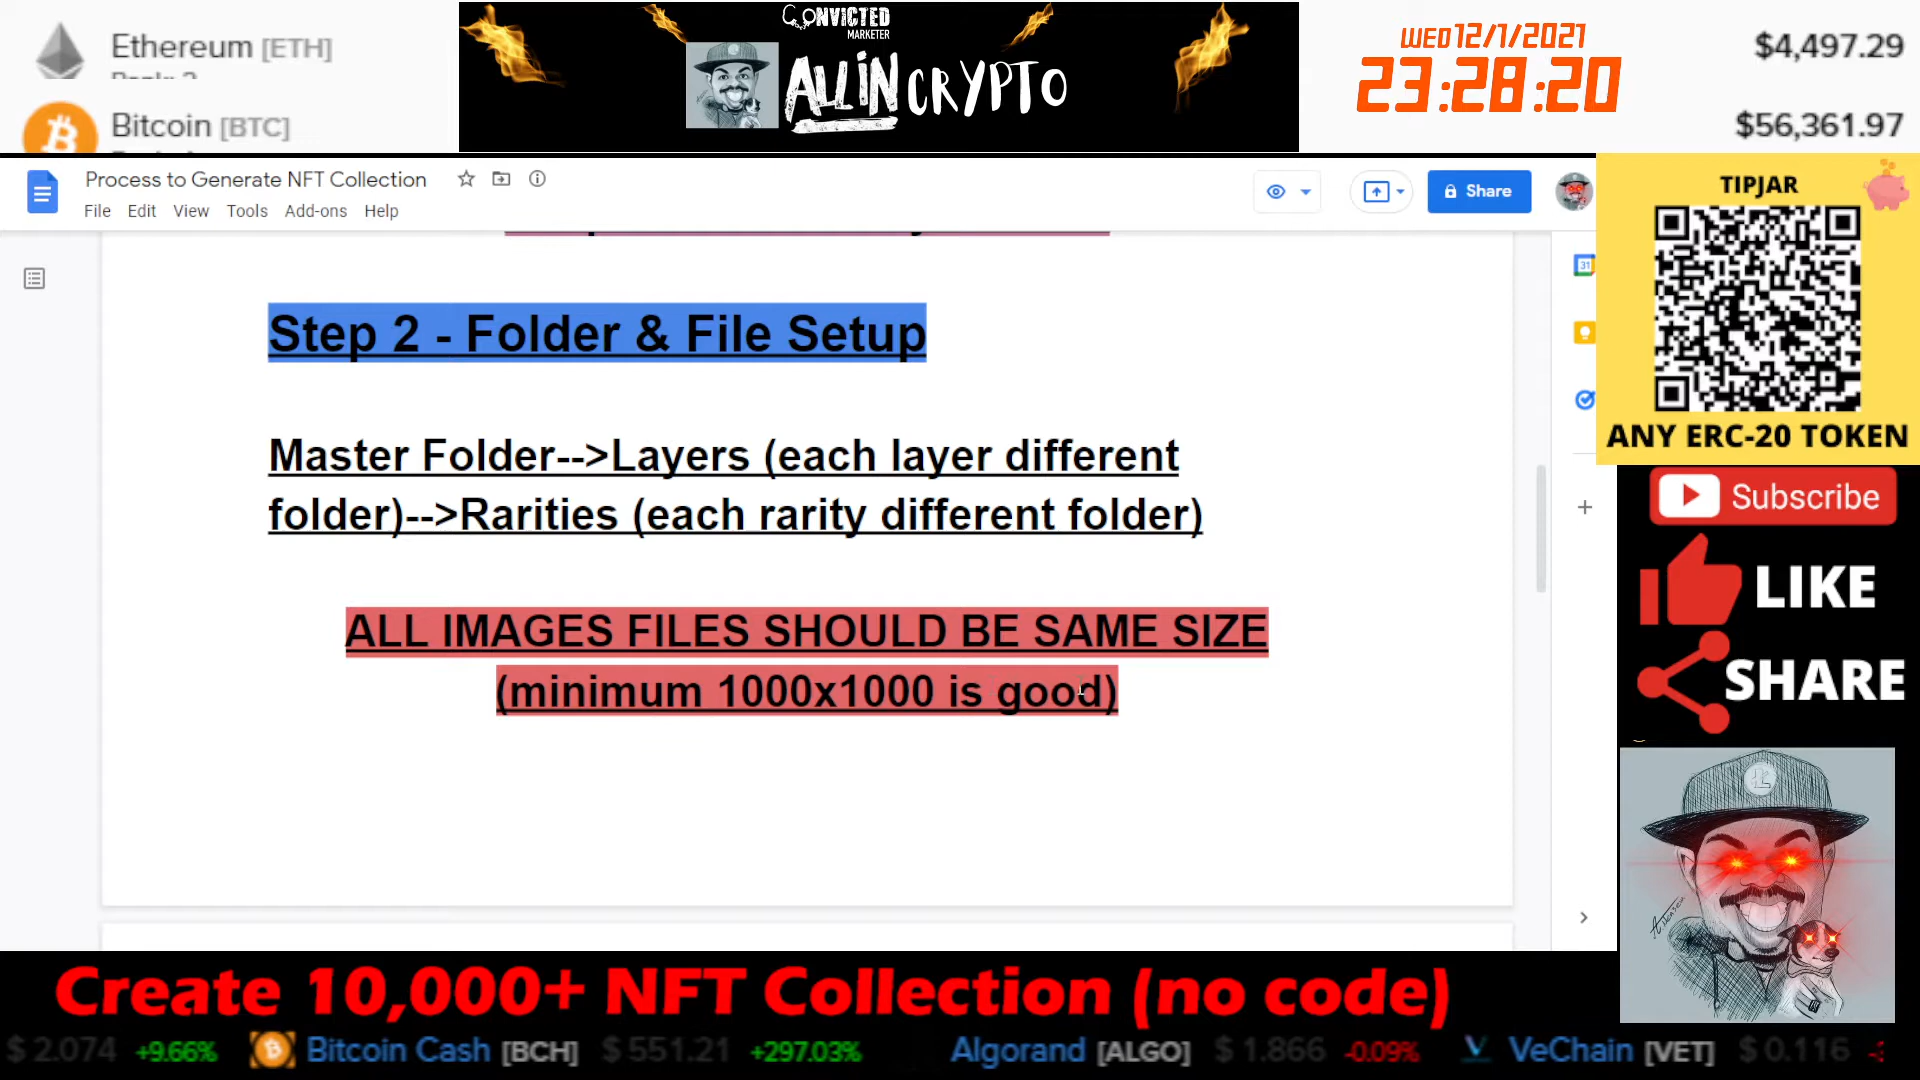 Ethereum [ETH]
Bitcoin [BTC]
CONVICTED
MARKETER
ALL IN CRYPTO
WED 12/1/2021
23:28:20
$4,497.29
$56,361.97
Process to Generate NFT Collection
File Edit View Tools Add-ons Help
Share
31
TIPJAR
ANY ERC-20 TOKEN
Subscribe
LIKE
SHARE
Step 2 - Folder & File Setup
Master Folder-->Layers (each layer different
folder)-->Rarities (each rarity different folder)
ALL IMAGES FILES SHOULD BE SAME SIZE
(minimum 1000x1000 is good)
Create 10,000+ NFT Collection (no code)
$ 2.074 +9.66% Bitcoin Cash [BCH] $ 551.21 +297.03% Algorand [ALGO] $ 1.866 -0.09% VeChain [VET] $ 0.116